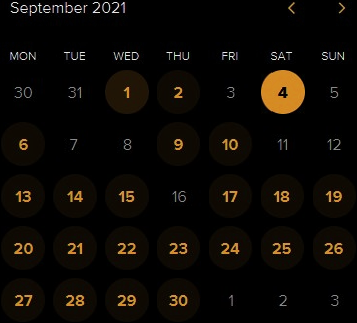 September 2021 < >
MON TUE WED THU FRI SAT SUN
30 31 1 2 3 4 5
6 7 8 9 10 11 12
13 14 15 16 17 18 19
20 21 22 23 24 25 26
27 28 29 30 1 2 3